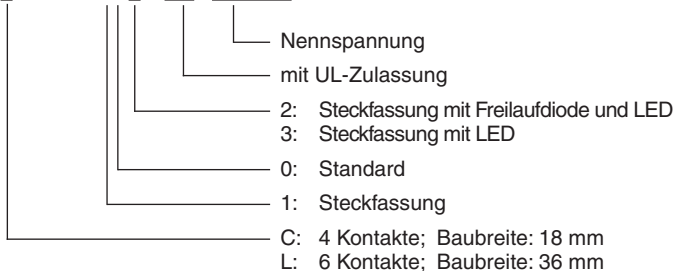 Nennspannung
mit UL-Zulassung
2: Steckfassung mit Freilaufdiode und LED
3: Steckfassung mit LED
0: Standard
1: Steckfassung
C: 4 Kontakte; Baubreite: 18 mm
L: 6 Kontakte; Baubreite: 36 mm